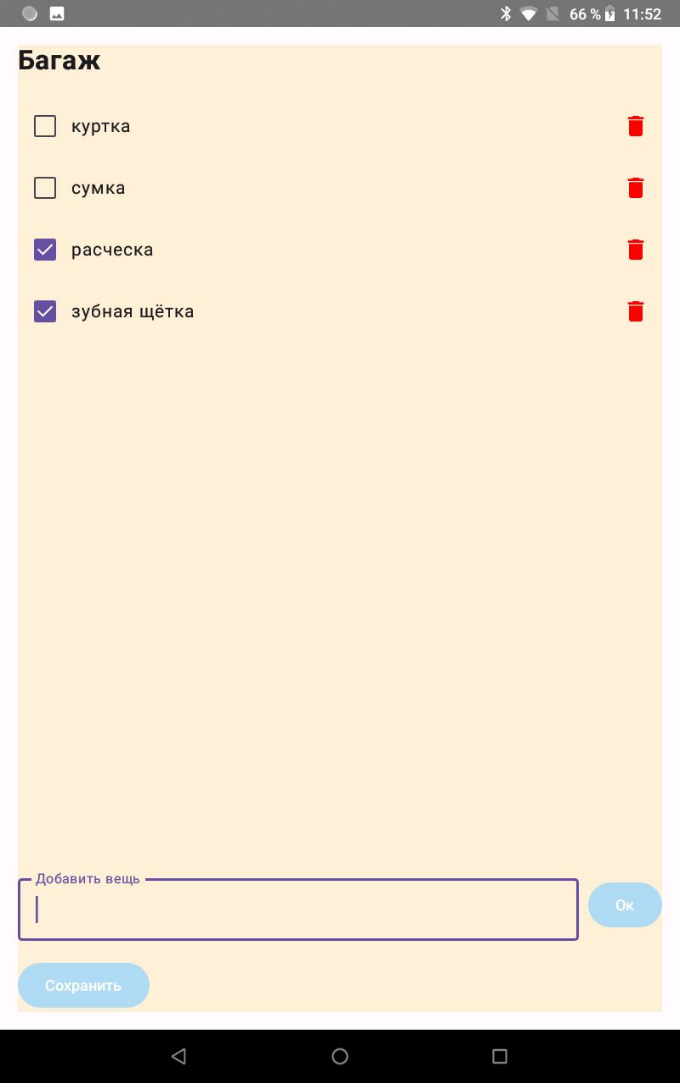 66 % 11:52
Багаж
куртка
сумка
расческа
зубная щётка
Добавить вещь
Ок
Сохранить